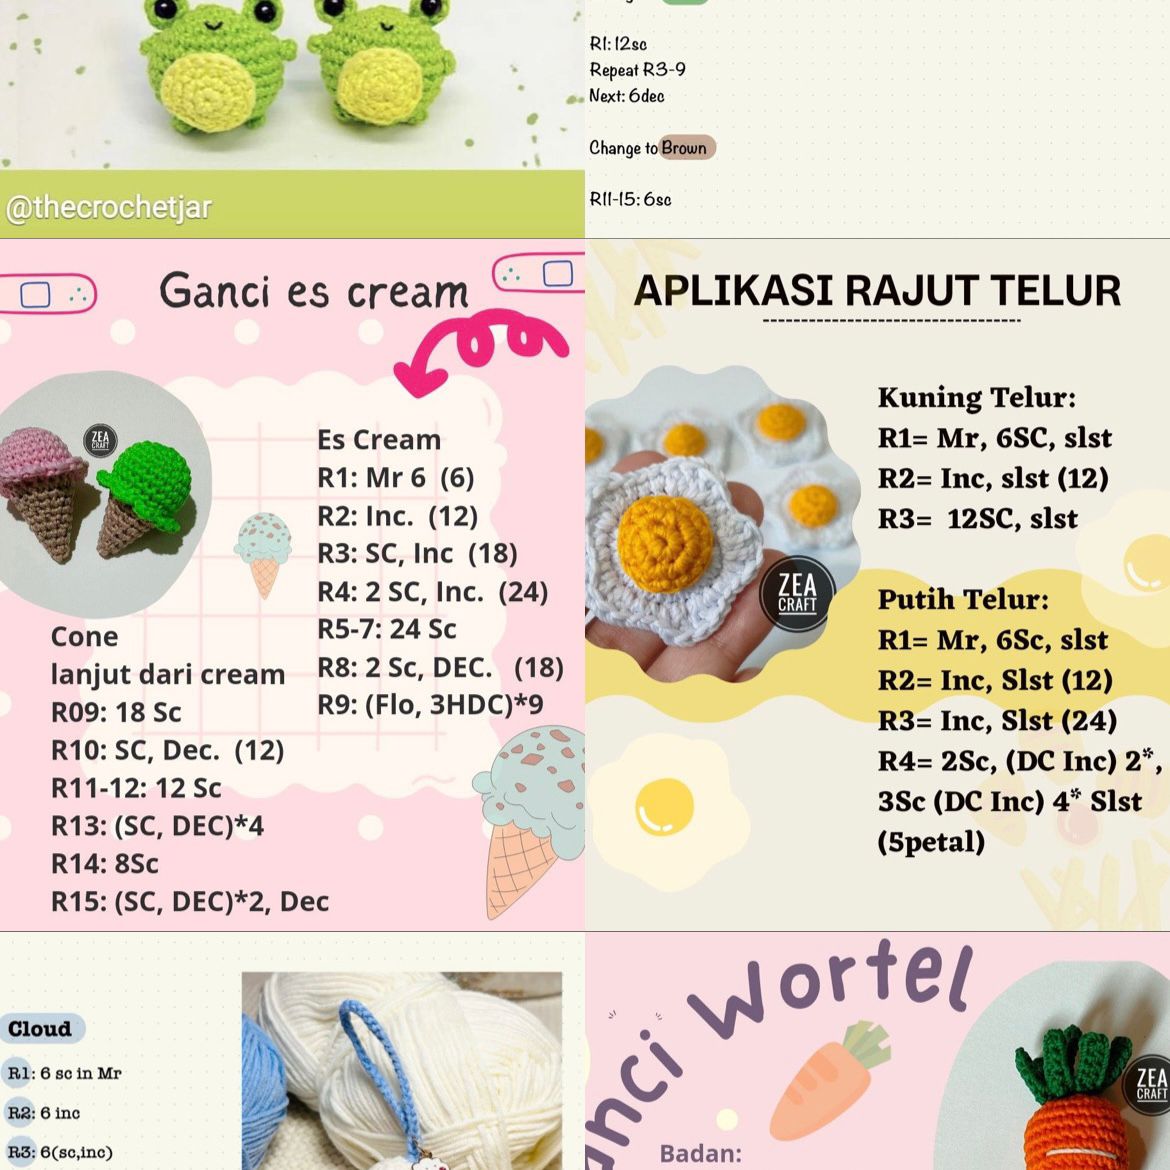 @thecrochetjar
R1: 12sc
Repeat R3-9
Next: 6dec
Change to Brown
R11-15: 6sc
Ganci es cream
ZEA
CRAFT
Es Cream
R1: Mr 6 (6)
R2: Inc. (12)
R3: SC, Inc (18)
R4: 2 SC, Inc. (24)
R5-7: 24 Sc
R8: 2 Sc, DEC. (18)
R9: (Flo, 3HDC)*9
Cone
lanjut dari cream
R09: 18 Sc
R10: SC, Dec. (12)
R11-12: 12 Sc
R13: (SC, DEC)*4
R14: 8Sc
R15: (SC, DEC)*2, Dec
APLIKASI RAJUT TELUR
ZEA
CRAFT
Kuning Telur:
R1= Mr, 6SC, slst
R2= Inc, slst (12)
R3= 12SC, slst
Putih Telur:
R1= Mr, 6Sc, slst
R2= Inc, Slst (12)
R3= Inc, Slst (24)
R4= 2Sc, (DC Inc) 2*,
3Sc (DC Inc) 4* Slst
(5petal)
Cloud
R1: 6 sc in Mr
R2: 6 inc
R3: 6(sc,inc)
anci Wortel
ZEA
CRAFT
Badan: